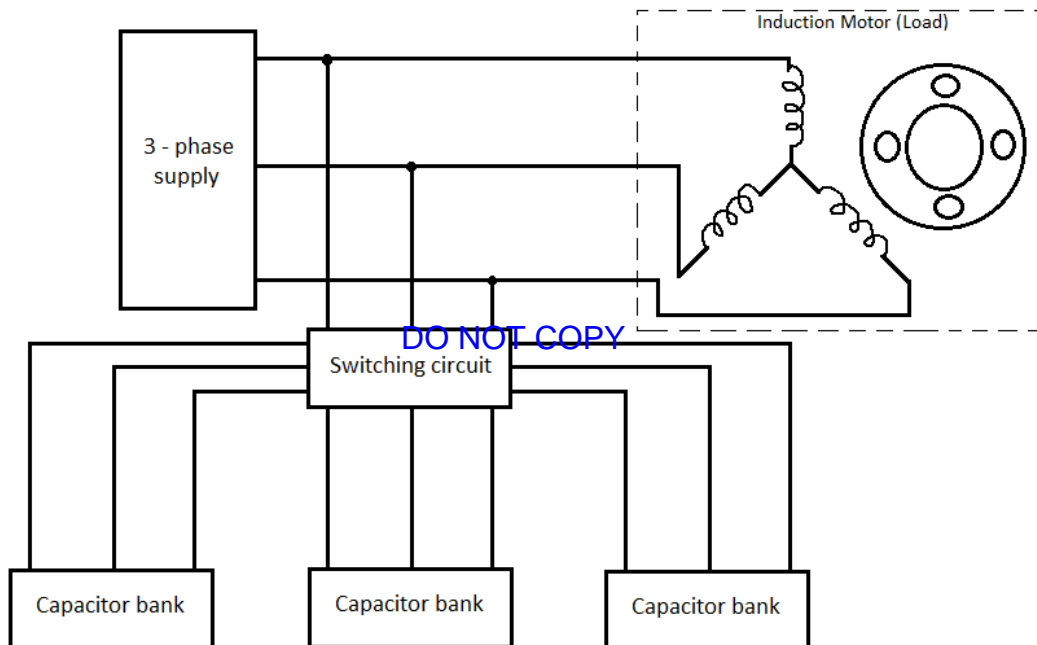 Induction Motor (Load)
3 - phase
supply
DO NOT COPY
Switching circuit
Capacitor bank
Capacitor bank
Capacitor bank